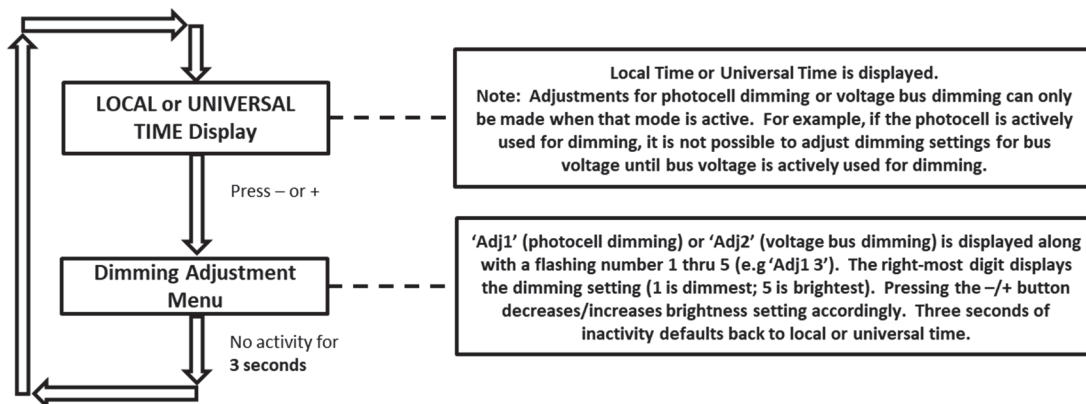 LOCAL or UNIVERSAL
TIME Display
Local Time or Universal Time is displayed.
Note:  Adjustments for photocell dimming or voltage bus dimming can only
be made when that mode is active.  For example, if the photocell is actively
used for dimming, it is not possible to adjust dimming settings for bus
voltage until bus voltage is actively used for dimming.
Press – or +
Dimming Adjustment
Menu
‘Adj1’ (photocell dimming) or ‘Adj2’ (voltage bus dimming) is displayed along
with a flashing number 1 thru 5 (e.g ‘Adj1 3’).  The right-most digit displays
the dimming setting (1 is dimmest; 5 is brightest).  Pressing the –/+ button
decreases/increases brightness setting accordingly.  Three seconds of
inactivity defaults back to local or universal time.
No activity for
3 seconds